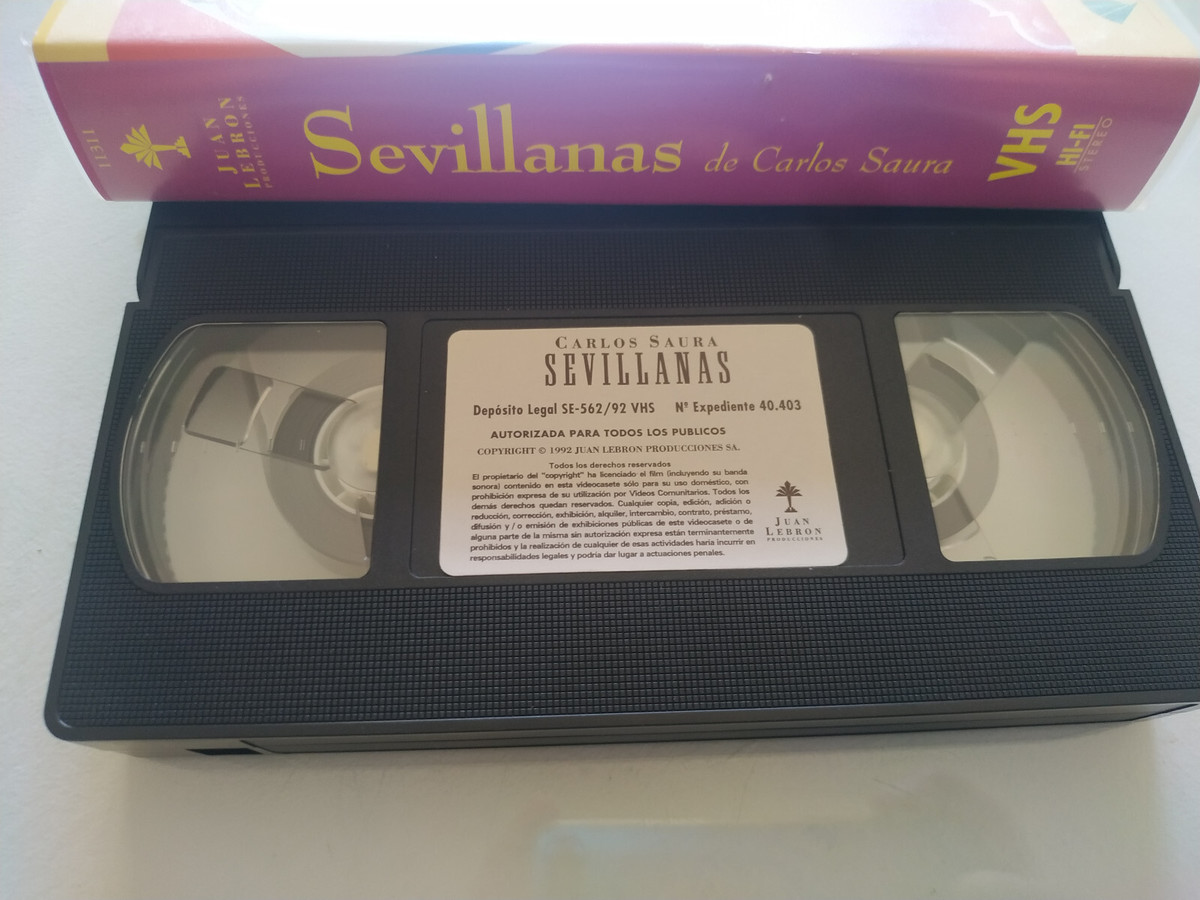 11311
JUAN
LEBRON
PRODUCCIONES
Sevillanas de Carlos Saura
VHS
HI-FI
STEREO
CARLOS SAURA
SEVILLANAS
Depósito Legal SE-562/92 VHS Nº Expediente 40.403
AUTORIZADA PARA TODOS LOS PUBLICOS
COPYRIGHT © 1992 JUAN LEBRON PRODUCCIONES SA.
Todos los derechos reservados
El propietario del "copyright" ha licenciado el film (incluyendo su banda
sonora) contenido en esta videocasete sólo para su uso doméstico, con
prohibición expresa de su utilización por Videos Comunitarios. Todos los
demás derechos quedan reservados. Cualquier copia, edición, adición o
reducción, corrección, exhibición, alquiler, intercambio, contrato, préstamo,
difusión y / o emisión de exhibiciones públicas de este videocasete o de
alguna parte de la misma sin autorización expresa están terminantemente
prohibidos y la realización de cualquier de esas actividades haria incurrir en
responsabilidades legales y podria dar lugar a actuaciones penales.
JUAN
LEBRON
PRODUCCIONES